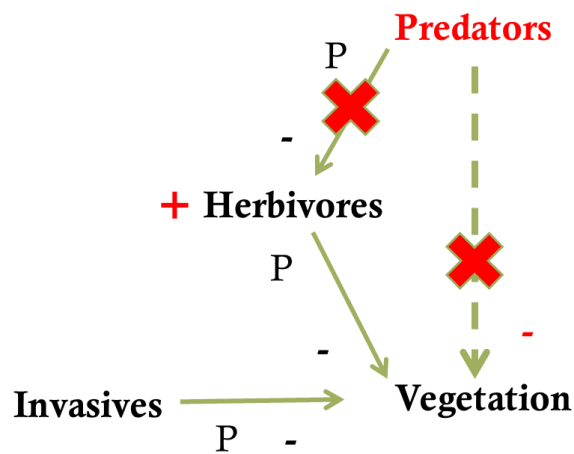 Predators
P
-
+ Herbivores
P
-
-
Invasives
Vegetation
P -